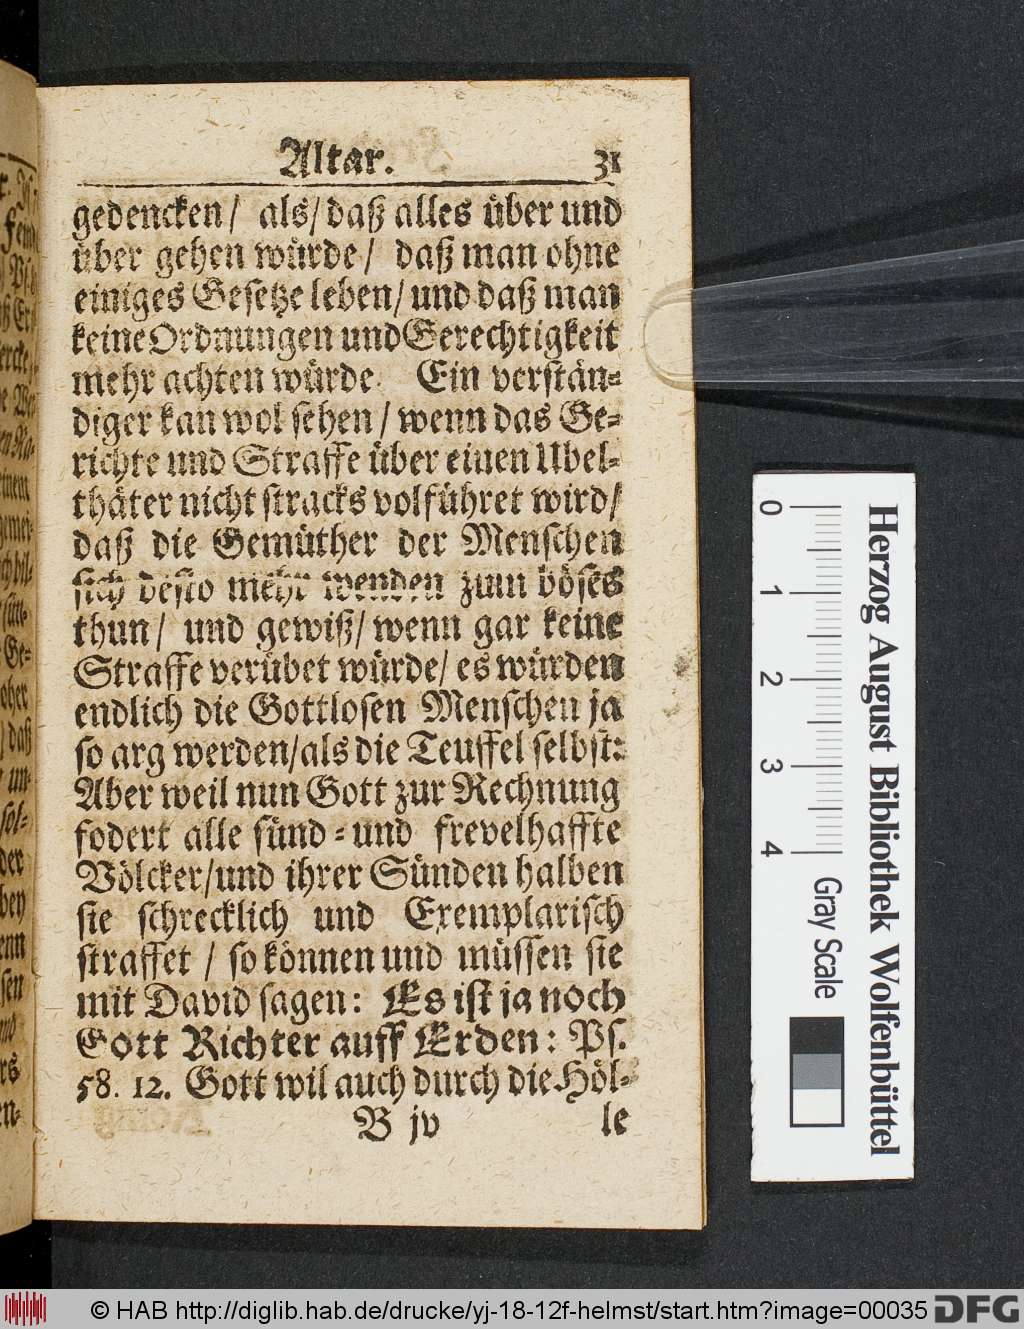 Altar. 31
gedencken / als / daß alles über und
über gehen würde / daß man ohne
einiges Gesetze leben / und daß man
keine Ordnungen und Gerechtigkeit
mehr achten würde. Ein verstän=
diger kan wol sehen / wenn das Ge=
richte und Straffe über einen Ubel=
thäter nicht stracks volführet wird /
daß die Gemüther der Menschen
sich desto mehr wenden zum böses
thun / und gewiß / wenn gar keine
Straffe verübet würde / es würden
endlich die Gottlosen Menschen ja
so arg werden / als die Teuffel selbst:
Aber weil nun Gott zur Rechnung
fodert alle sünd = und frevelhaffte
Völcker / und ihrer Sünden halben
sie schrecklich und Exemplarisch
straffet / so können und müssen sie
mit David sagen: Es ist ja noch
Gott Richter auff Erden: Ps.
58. 12. Gott wil auch durch die Höl=
B jv le
0 1 2 3 4
Gray Scale
Herzog August Bibliothek Wolfenbüttel
© HAB http://diglib.hab.de/drucke/yj-18-12f-helmst/start.htm?image=00035 DFG